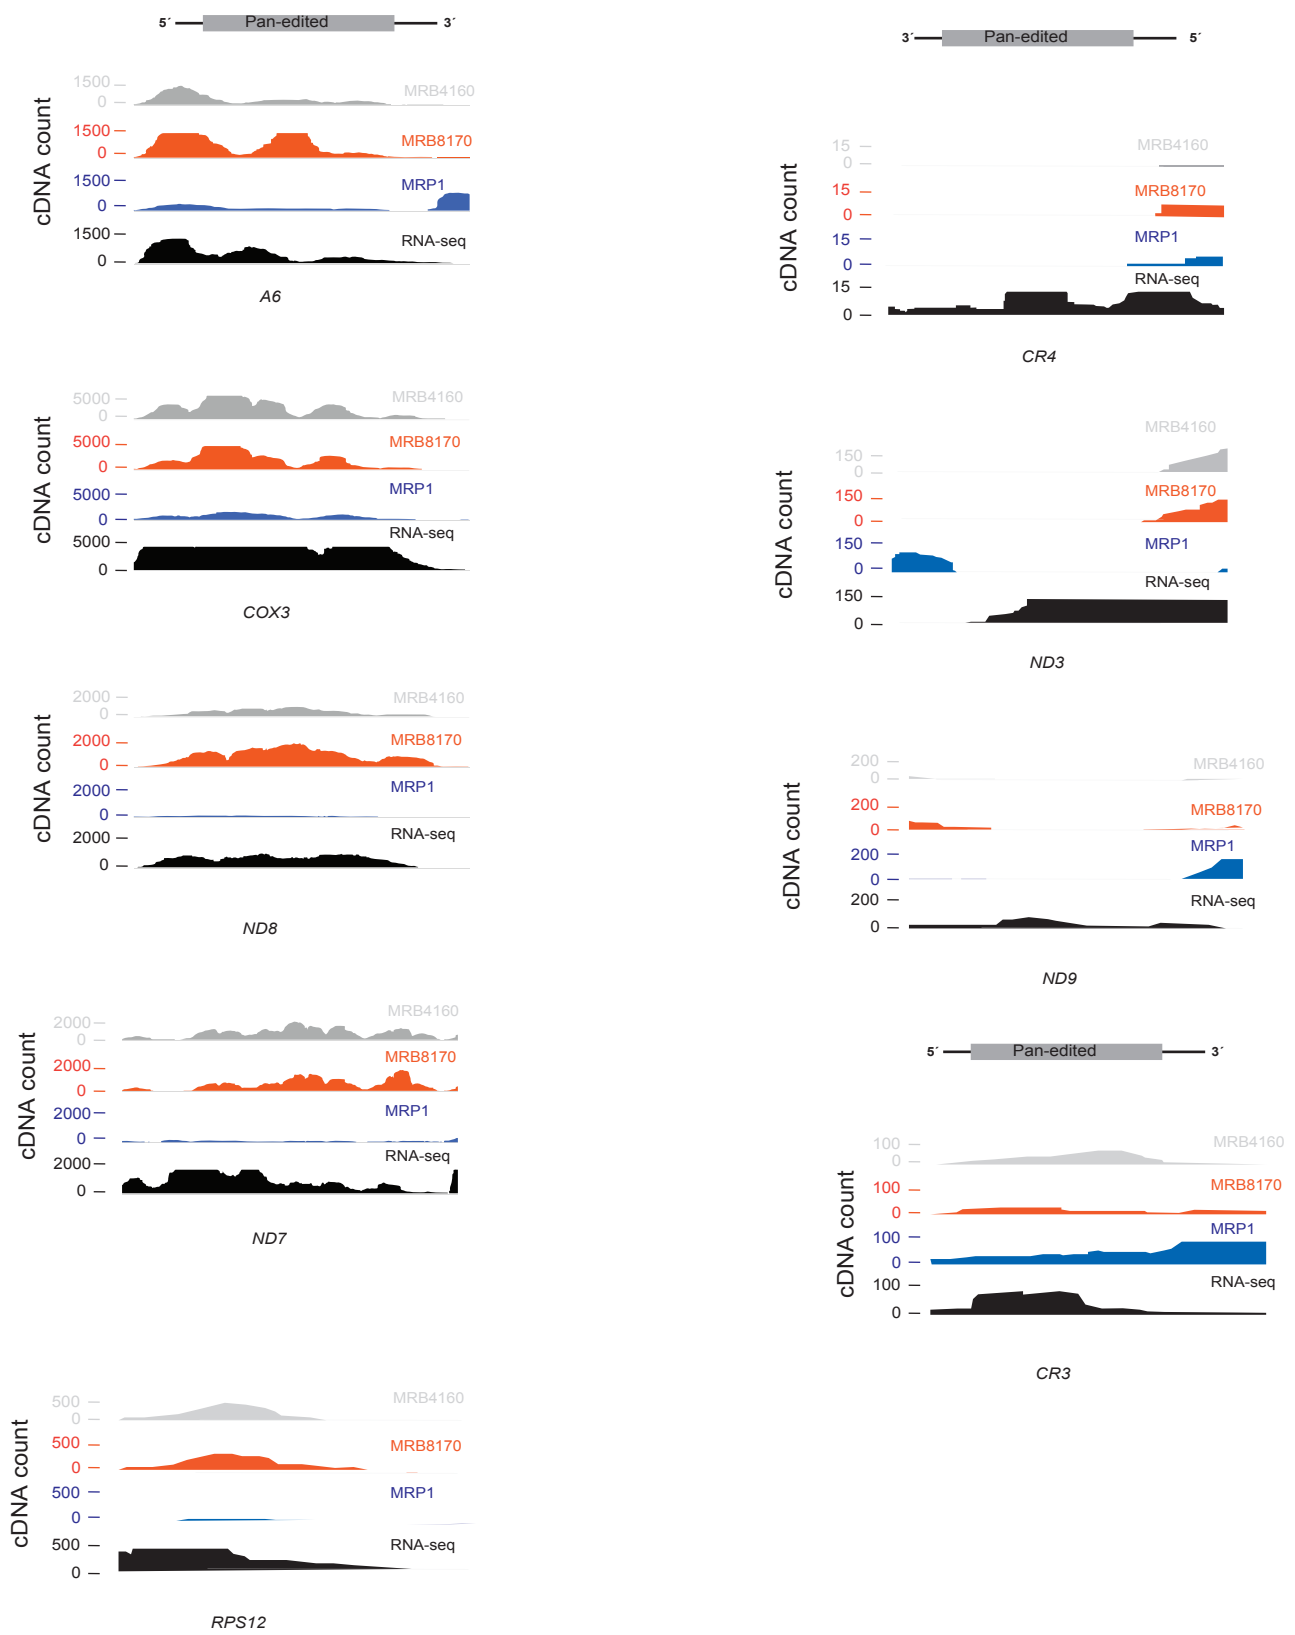 5´ Pan-edited 3´
cDNA count
1500
0
MRB4160
1500
0
MRB8170
1500
0
MRP1
1500
0
RNA-seq
A6
cDNA count
5000
0
MRB4160
5000
0
MRB8170
5000
0
MRP1
5000
0
RNA-seq
COX3
cDNA count
2000
0
MRB4160
2000
0
MRB8170
2000
0
MRP1
2000
0
RNA-seq
ND8
cDNA count
2000
0
MRB4160
2000
0
MRB8170
2000
0
MRP1
2000
0
RNA-seq
ND7
cDNA count
500
0
MRB4160
500
0
MRB8170
500
0
MRP1
500
0
RNA-seq
RPS12
3´ Pan-edited 5´
cDNA count
15
0
MRB4160
15
0
MRB8170
15
0
MRP1
15
0
RNA-seq
CR4
cDNA count
150
0
MRB4160
150
0
MRB8170
150
0
MRP1
150
0
RNA-seq
ND3
cDNA count
200
0
MRB4160
200
0
MRB8170
200
0
MRP1
200
0
RNA-seq
ND9
5´ Pan-edited 3´
cDNA count
100
0
MRB4160
100
0
MRB8170
100
0
MRP1
100
0
RNA-seq
CR3